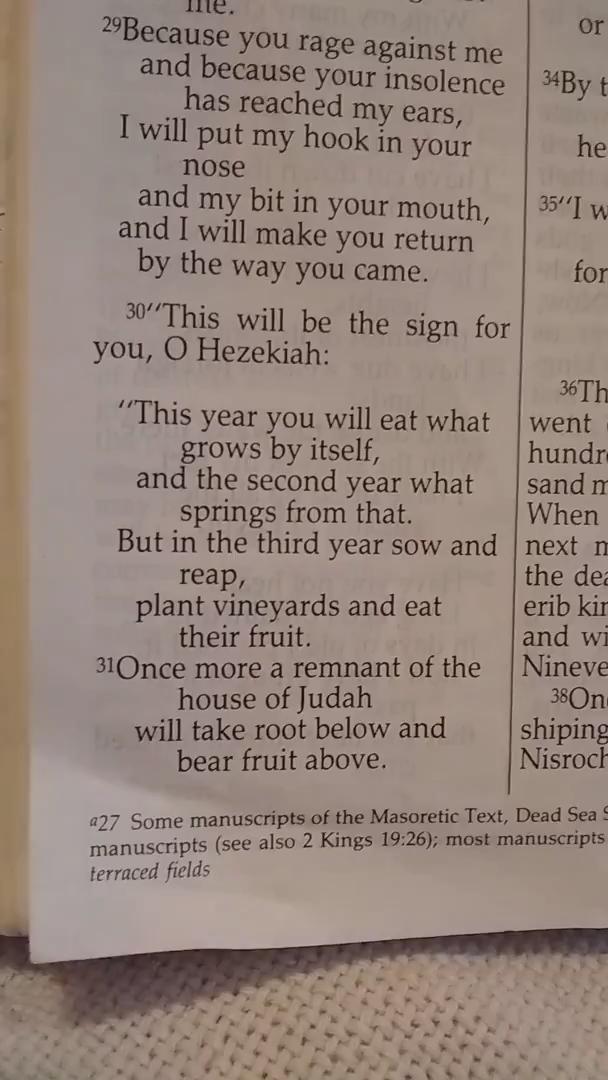 me.
29Because you rage against me
and because your insolence
has reached my ears,
I will put my hook in your
nose
and my bit in your mouth,
and I will make you return
by the way you came.
30"This will be the sign for
you, O Hezekiah:
"This year you will eat what
grows by itself,
and the second year what
springs from that.
But in the third year sow and
reap,
plant vineyards and eat
their fruit.
31Once more a remnant of the
house of Judah
will take root below and
bear fruit above.
or
34By t
he
35"I w
for
36Th
went
hundr
sand m
When
next m
the dea
erib kin
and wi
Nineve
38On
shiping
Nisroch
a27 Some manuscripts of the Masoretic Text, Dead Sea S
manuscripts (see also 2 Kings 19:26); most manuscripts
terraced fields